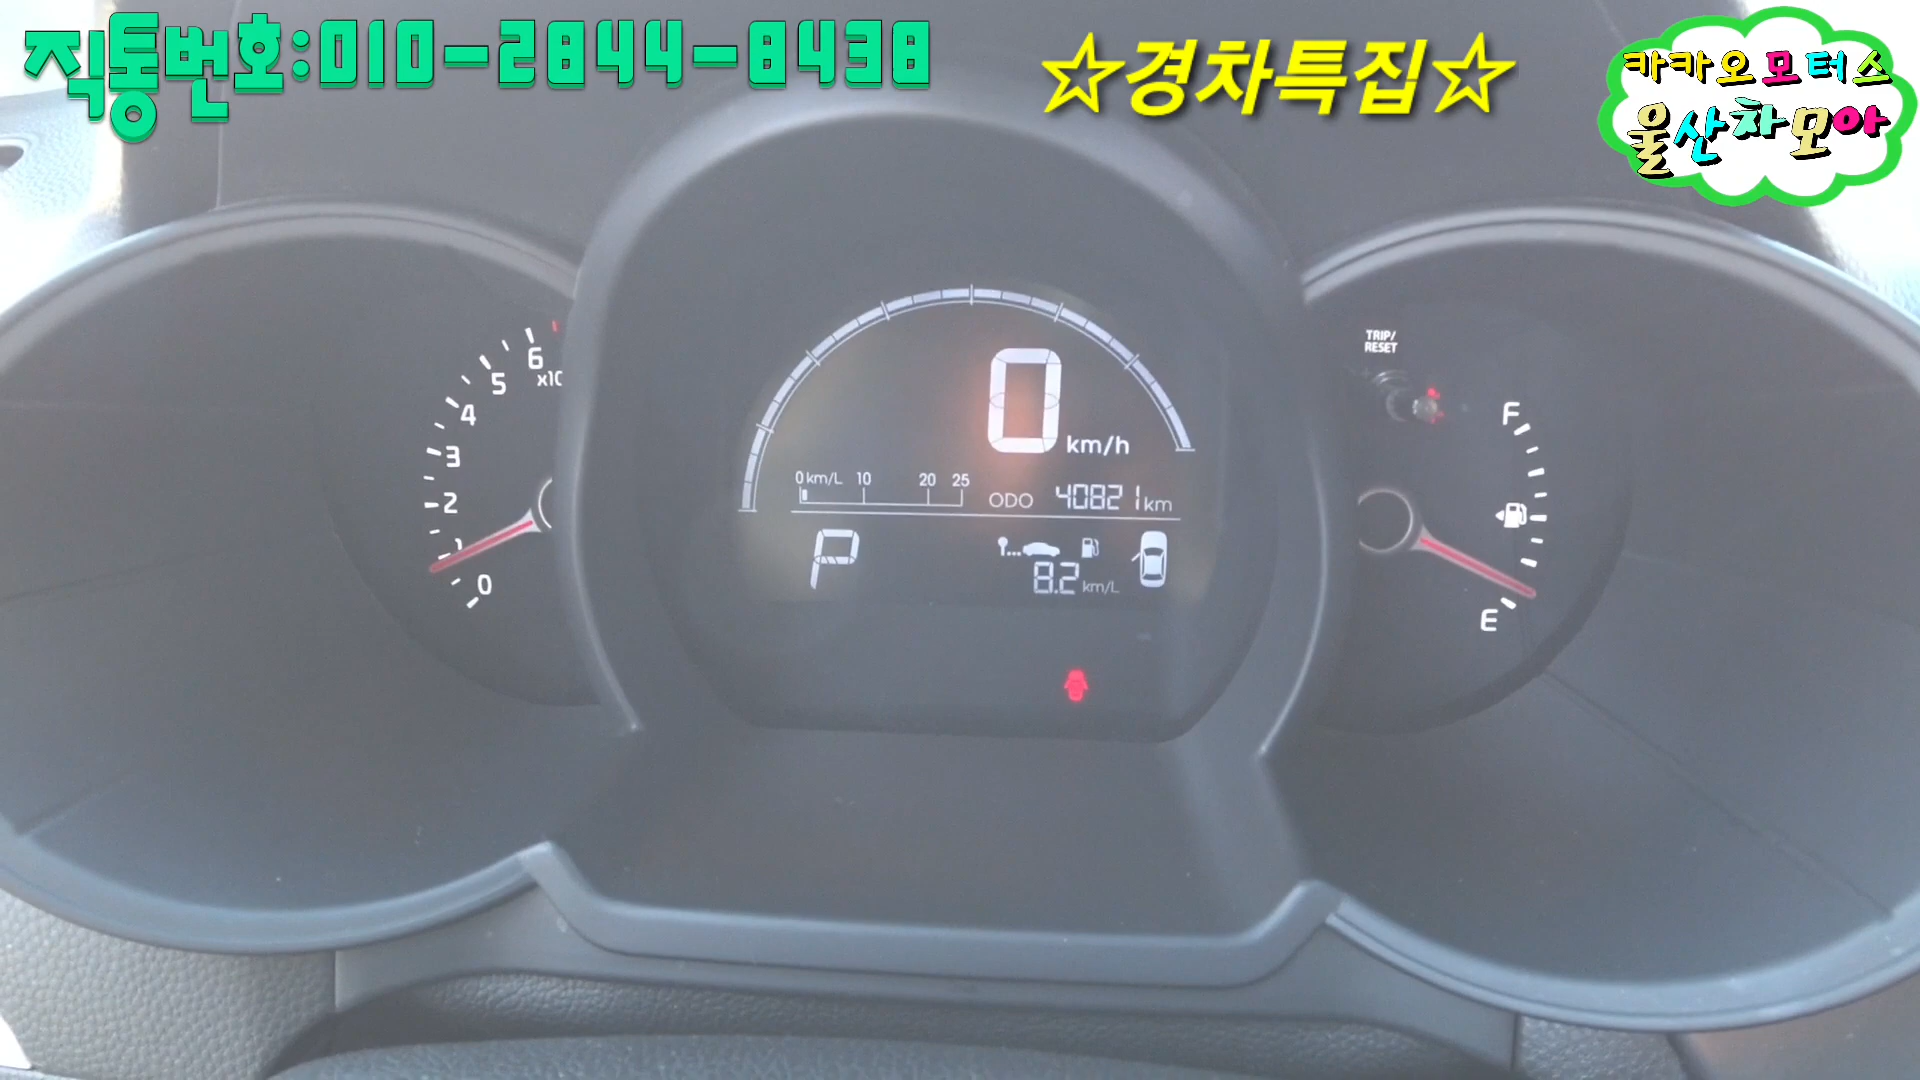 직통번호:010-2844-8438
☆경차특집☆
카카오모터스
울산차모아
6
x10
5
4
3
2
1
0
0
km/h
0 km/L 10 20 25
ODO 40821 km
P
8.2 km/L
TRIP/
RESET
F
E